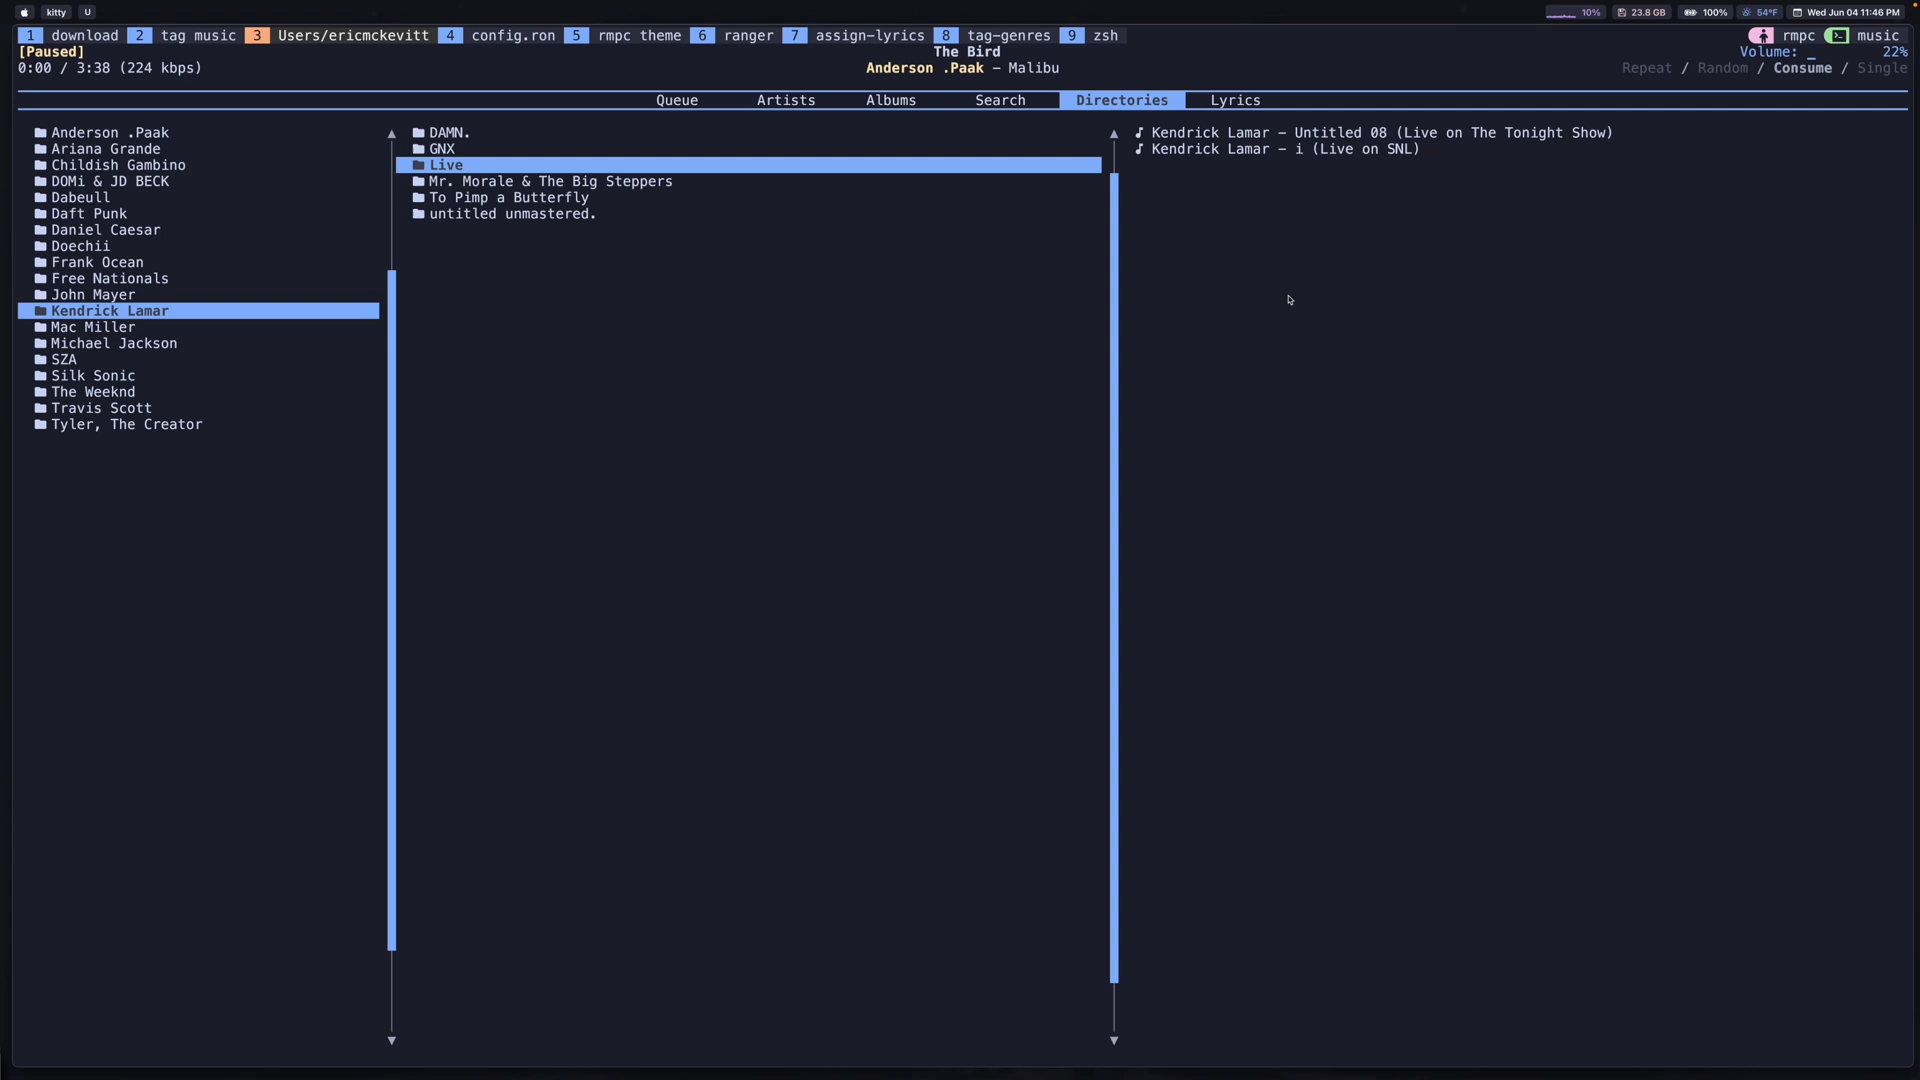 kitty U 10% 23.8 GB 100% 54°F Wed Jun 04 11:46 PM
1 download 2 tag music 3 Users/ericmckevitt 4 config.ron 5 rmpc theme 6 ranger 7 assign-lyrics 8 tag-genres 9 zsh rmpc music
[Paused] The Bird Volume: _ 22%
0:00 / 3:38 (224 kbps) Anderson .Paak – Malibu Repeat / Random / Consume / Single
Queue Artists Albums Search Directories Lyrics
Anderson .Paak
Ariana Grande
Childish Gambino
DOMi & JD BECK
Dabeull
Daft Punk
Daniel Caesar
Doechii
Frank Ocean
Free Nationals
John Mayer
Kendrick Lamar
Mac Miller
Michael Jackson
SZA
Silk Sonic
The Weeknd
Travis Scott
Tyler, The Creator
DAMN.
GNX
Live
Mr. Morale & The Big Steppers
To Pimp a Butterfly
untitled unmastered.
Kendrick Lamar – Untitled 08 (Live on The Tonight Show)
Kendrick Lamar – i (Live on SNL)